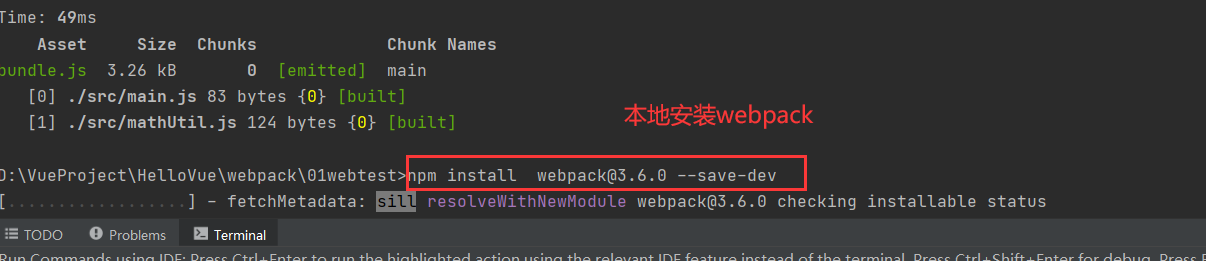 Time: 49ms
Asset Size Chunks Chunk Names
bundle.js 3.26 kB 0 [emitted] main
[0] ./src/main.js 83 bytes {0} [built]
[1] ./src/mathUtil.js 124 bytes {0} [built]
本地安装webpack
D:\VueProject\HelloVue\webpack\01webtest>npm install webpack@3.6.0 --save-dev
[..................] - fetchMetadata: sill resolveWithNewModule webpack@3.6.0 checking installable status
TODO Problems Terminal
Run Commands using IDE: Press Ctrl+Enter to run the highlighted action using the relevant IDE feature instead of the terminal. Press Ctrl+Shift+Enter for debug. Press